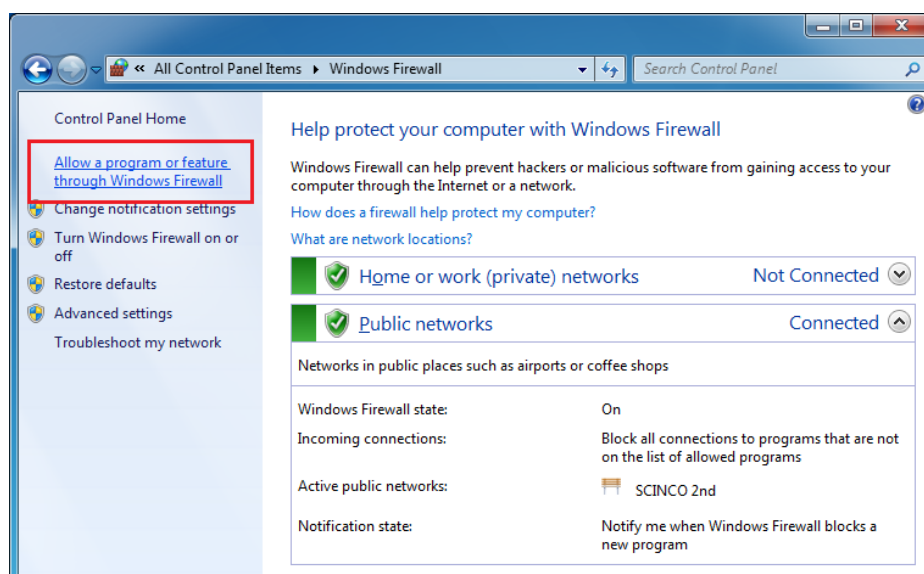 « All Control Panel Items ▸ Windows Firewall
Search Control Panel
Control Panel Home
Allow a program or feature
through Windows Firewall
Change notification settings
Turn Windows Firewall on or
off
Restore defaults
Advanced settings
Troubleshoot my network
Help protect your computer with Windows Firewall
Windows Firewall can help prevent hackers or malicious software from gaining access to your
computer through the Internet or a network.
How does a firewall help protect my computer?
What are network locations?
Home or work (private) networks Not Connected
Public networks Connected
Networks in public places such as airports or coffee shops
Windows Firewall state: On
Incoming connections: Block all connections to programs that are not
on the list of allowed programs
Active public networks: SCINCO 2nd
Notification state: Notify me when Windows Firewall blocks a
new program